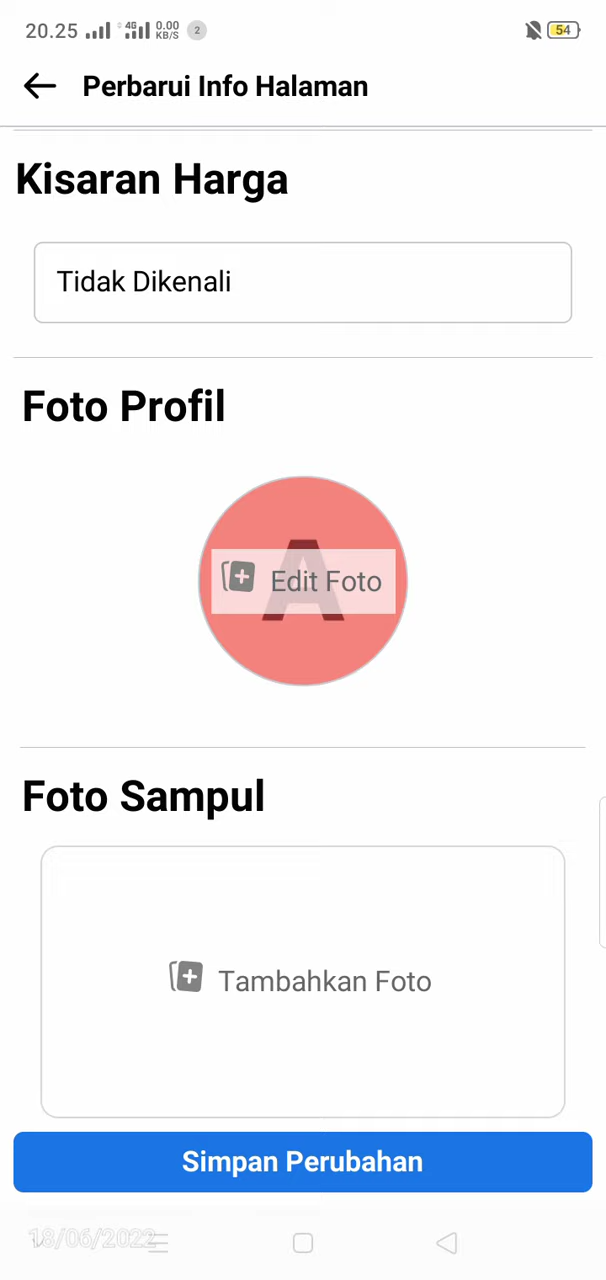 20.25 4G 0.00 KB/S 2 54
Perbarui Info Halaman
Kisaran Harga
Tidak Dikenali
Foto Profil
A
Edit Foto
Foto Sampul
Tambahkan Foto
Simpan Perubahan
18/06/2022